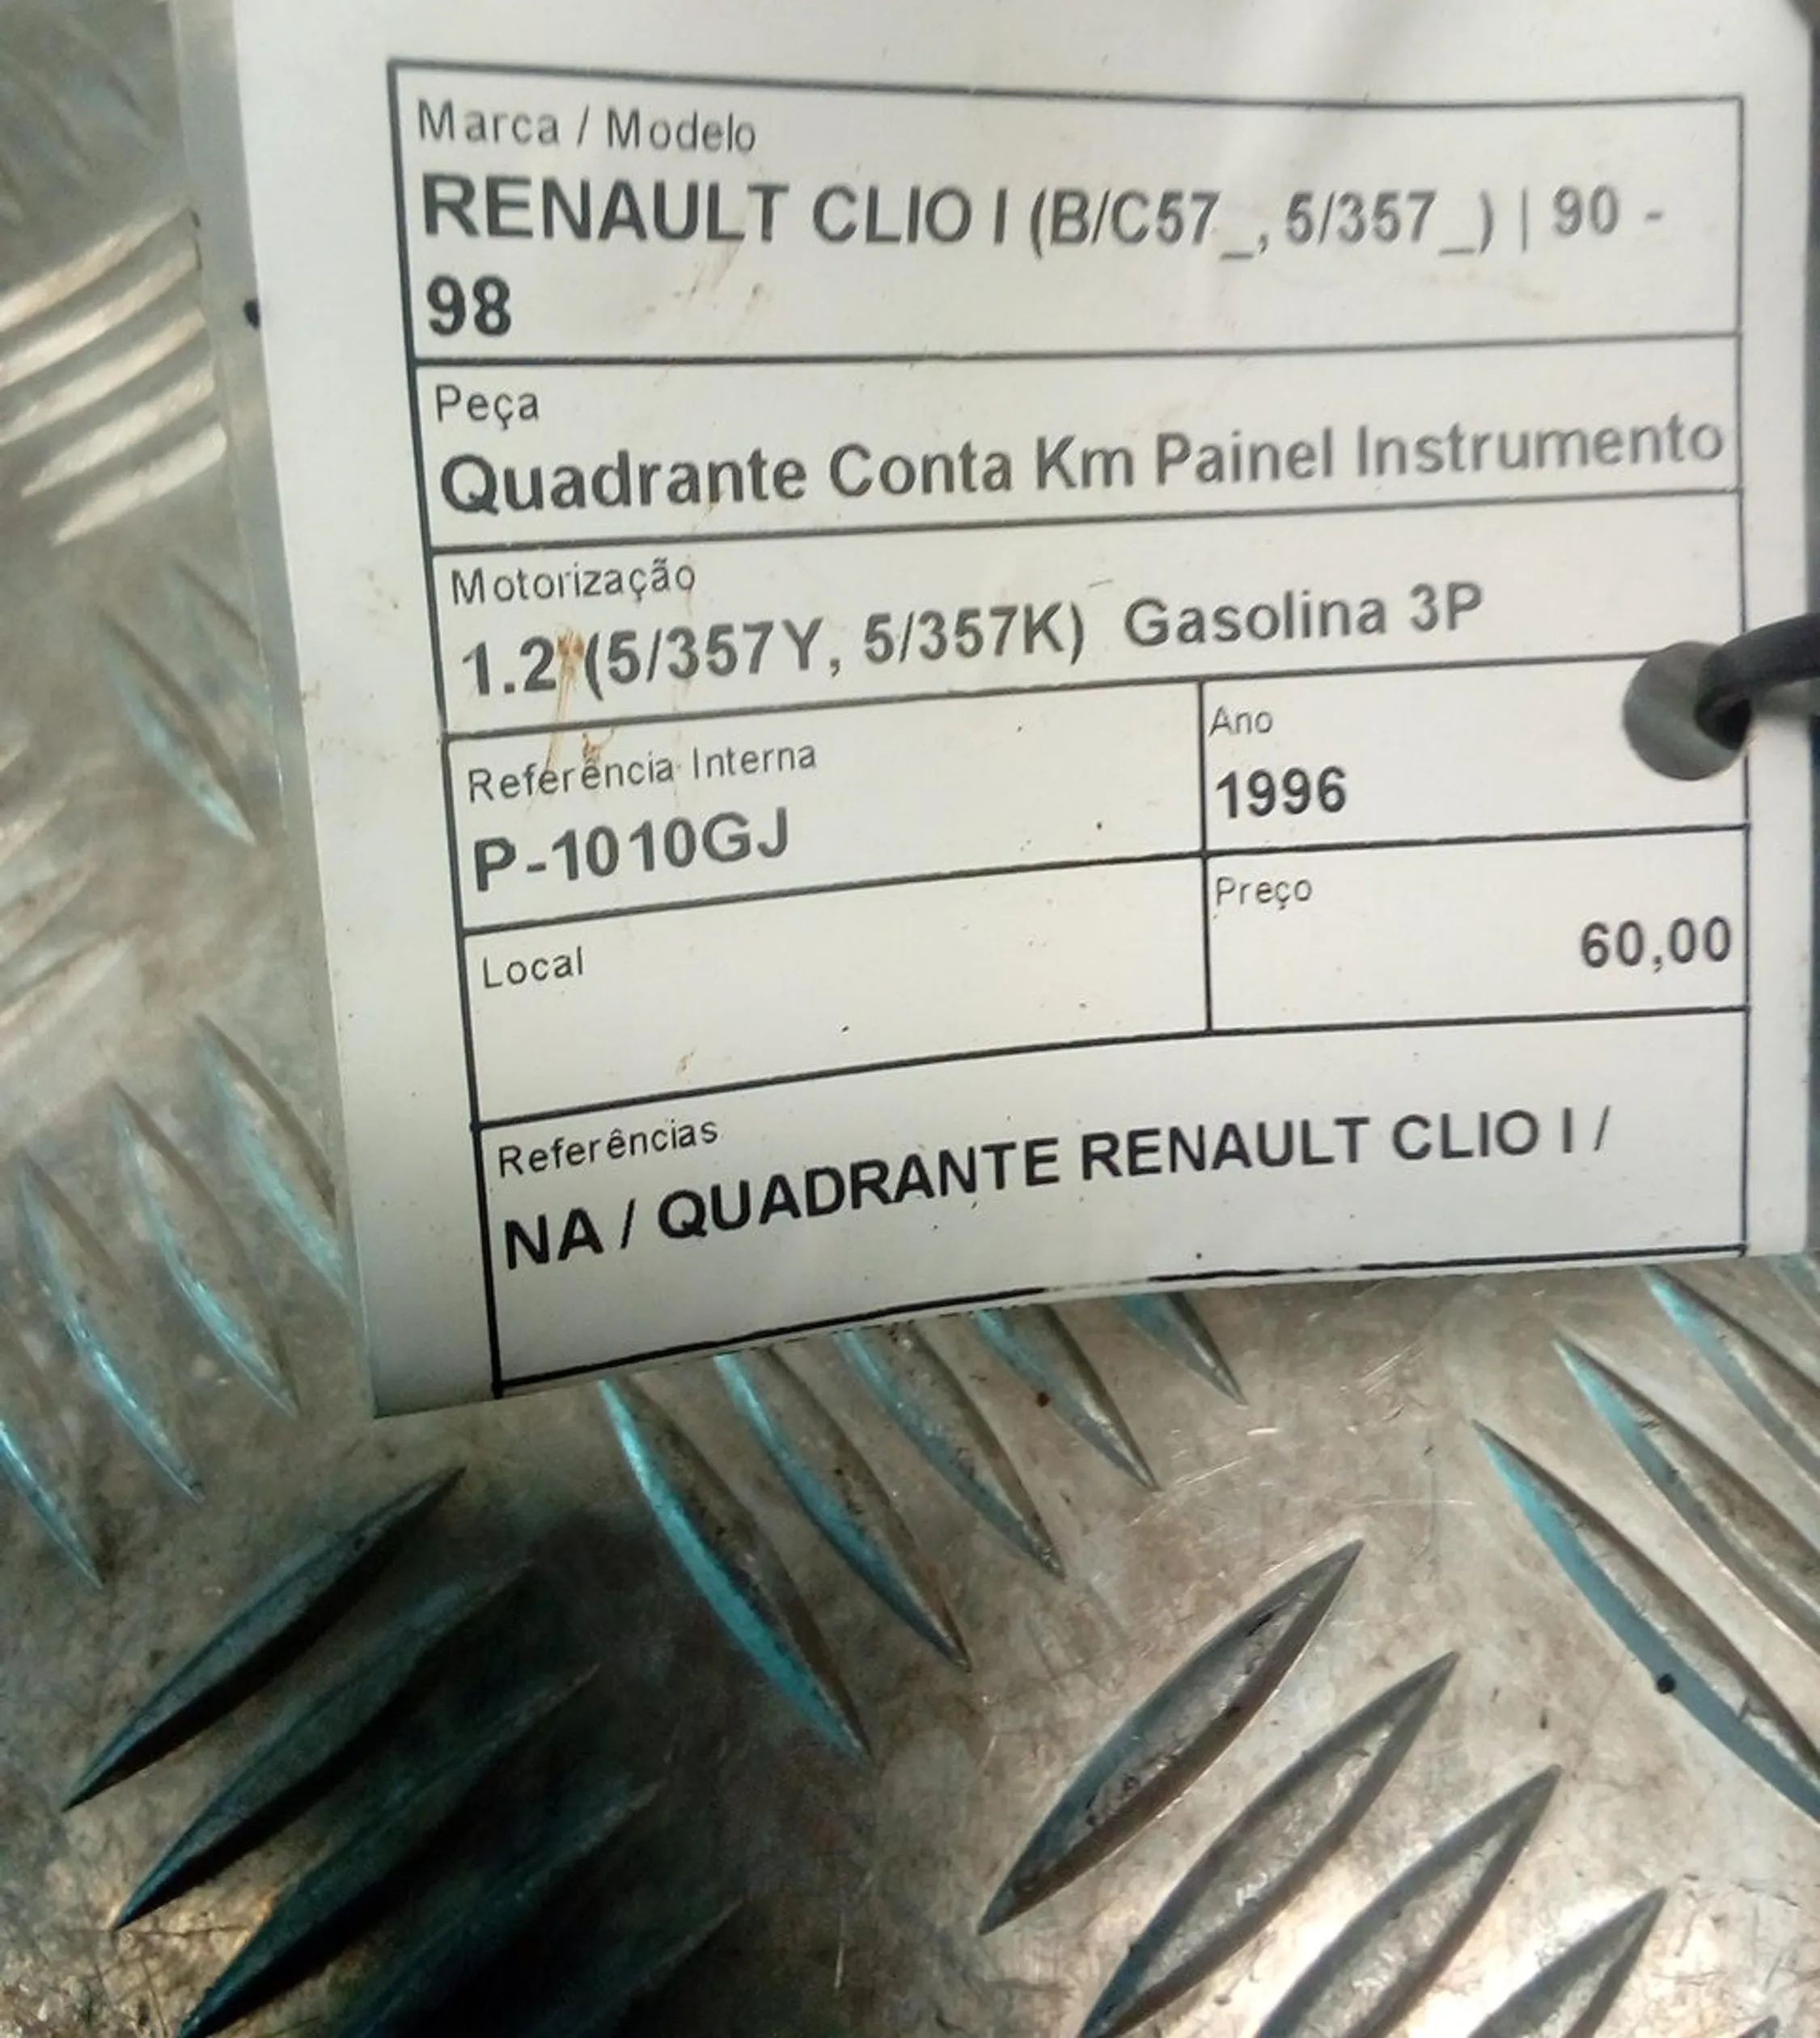 Marca / Modelo
RENAULT CLIO I (B/C57_, 5/357_) | 90 -
98
Peça
Quadrante Conta Km Painel Instrumento
Motorização
1.2 (5/357Y, 5/357K) Gasolina 3P
Referência Interna
P-1010GJ
Ano
1996
Local
Preço
60,00
Referências
NA / QUADRANTE RENAULT CLIO I /